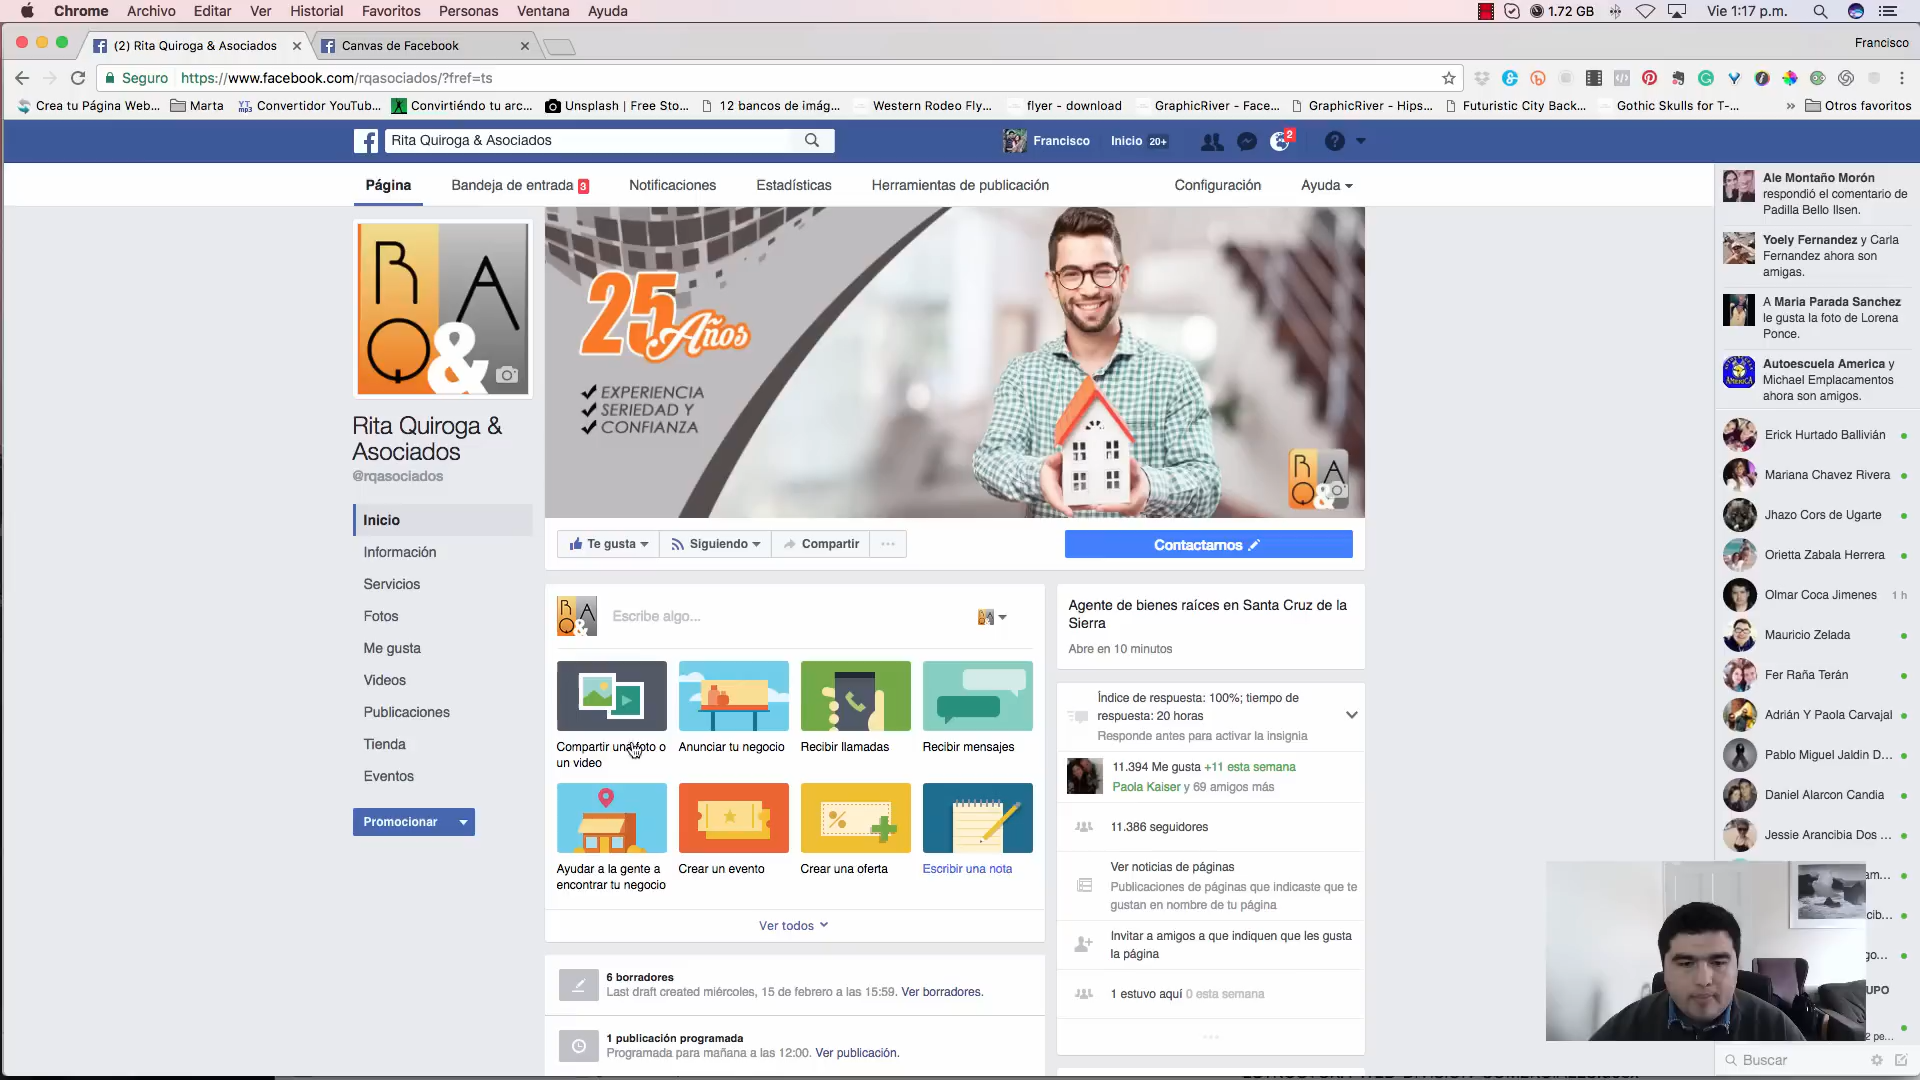 Chrome Archivo Editar Ver Historial Favoritos Personas Ventana Ayuda 1.72 GB Vie 1:17 p.m.
(2) Rita Quiroga & Asociados Canvas de Facebook Francisco
Seguro https://www.facebook.com/rqasociados/?fref=ts
Crea tu Página Web... Marta Convertidor YouTub... Convirtiéndo tu arc... Unsplash | Free Sto... 12 bancos de imág... Western Rodeo Fly... flyer - download GraphicRiver - Face... GraphicRiver - Hips... Futuristic City Back... Gothic Skulls for T-... » Otros favoritos
Rita Quiroga & Asociados Francisco Inicio 20+ 2
Página Bandeja de entrada 3 Notificaciones Estadísticas Herramientas de publicación Configuración Ayuda
R A
Q &
Rita Quiroga &
Asociados
@rqasociados
Inicio
Información
Servicios
Fotos
Me gusta
Videos
Publicaciones
Tienda
Eventos
Promocionar
25 Años
EXPERIENCIA
SERIEDAD Y
CONFIANZA
R A
Q &
Te gusta Siguiendo Compartir ... Contactarnos
Escribe algo...
Compartir una foto o
un video
Anunciar tu negocio
Recibir llamadas
Recibir mensajes
Ayudar a la gente a
encontrar tu negocio
Crear un evento
Crear una oferta
Escribir una nota
Ver todos
6 borradores
Last draft created miércoles, 15 de febrero a las 15:59. Ver borradores.
1 publicación programada
Programada para mañana a las 12:00. Ver publicación.
Agente de bienes raíces en Santa Cruz de la
Sierra
Abre en 10 minutos
Índice de respuesta: 100%; tiempo de
respuesta: 20 horas
Responde antes para activar la insignia
11.394 Me gusta +11 esta semana
Paola Kaiser y 69 amigos más
11.386 seguidores
Ver noticias de páginas
Publicaciones de páginas que indicaste que te
gustan en nombre de tu página
Invitar a amigos a que indiquen que les gusta
la página
1 estuvo aquí 0 esta semana
Ale Montaño Morón
respondió el comentario de
Padilla Bello Ilsen.
Yoely Fernandez y Carla
Fernandez ahora son
amigas.
A Maria Parada Sanchez
le gusta la foto de Lorena
Ponce.
Autoescuela America y
Michael Emplacamentos
ahora son amigos.
Erick Hurtado Ballivián
Mariana Chavez Rivera
Jhazo Cors de Ugarte
Orietta Zabala Herrera
Olmar Coca Jimenes 1 h
Mauricio Zelada
Fer Raña Terán
Adrián Y Paola Carvajal
Pablo Miguel Jaldin D...
Daniel Alarcon Candia
Jessie Arancibia Dos ...
am...
cib...
go...
UPO
2 pe...
Buscar